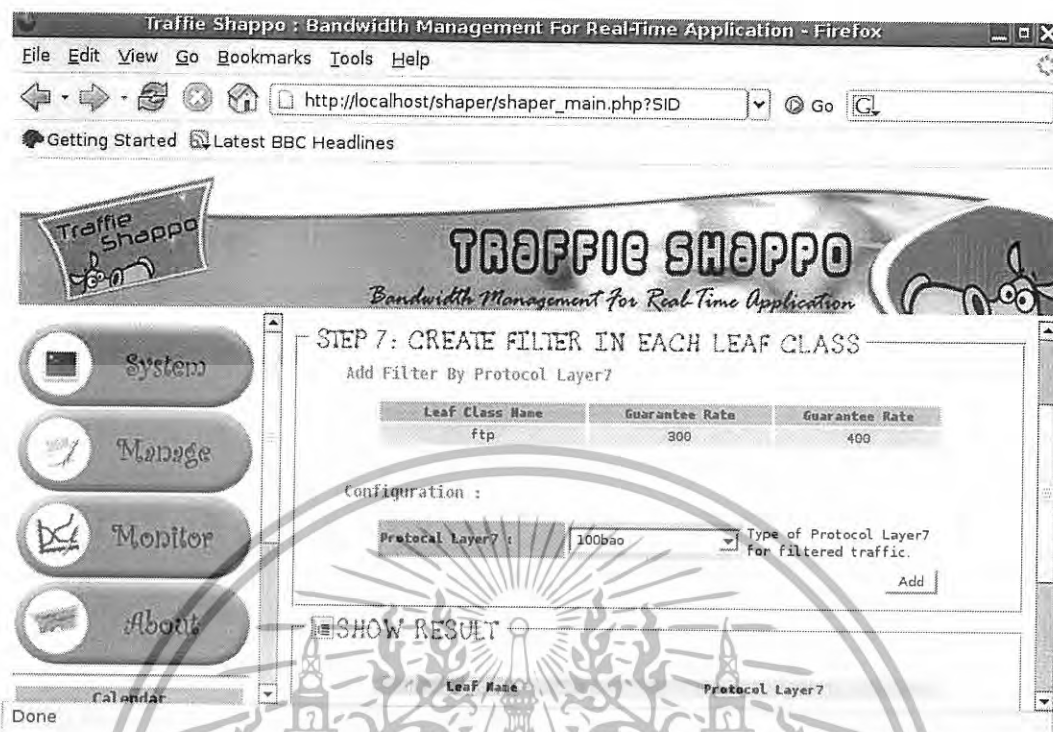 Traffie Shappo : Bandwidth Management For Real-Time Application - Firefox
File Edit View Go Bookmarks Tools Help
http://localhost/shaper/shaper_main.php?SID
Go
G
Getting Started Latest BBC Headlines
Traffie Shappo
TRAFFIE SHAPPO
Bandwidth Management For Real-Time Application
System
Manage
Monitor
About
Calendar
STEP 7: CREATE FILTER IN EACH LEAF CLASS
Add Filter By Protocol Layer7
Leaf Class Name Guarantee Rate Guarantee Rate
ftp 300 400
Configuration :
Protocal Layer7 : 100bao Type of Protocol Layer7
for filtered traffic.
Add
SHOW RESULT
Leaf Name Protocol Layer7
Done